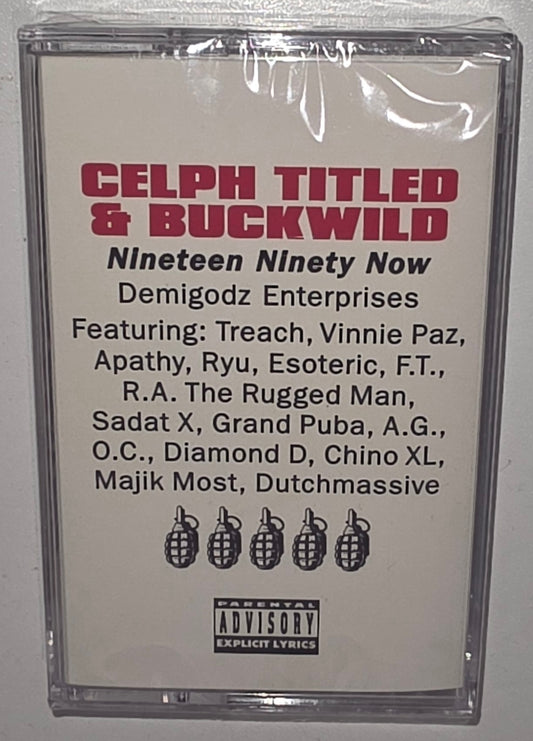 CELPH TITLED
& BUCKWILD
Nineteen Ninety Now
Demigodz Enterprises
Featuring: Treach, Vinnie Paz,
Apathy, Ryu, Esoteric, F.T.,
R.A. The Rugged Man,
Sadat X, Grand Puba, A.G.,
O.C., Diamond D, Chino XL,
Majik Most, Dutchmassive
PARENTAL
ADVISORY
EXPLICIT LYRICS